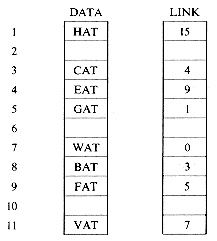 DATA LINK
1 HAT 15
2
3 CAT 4
4 EAT 9
5 GAT 1
6
7 WAT 0
8 BAT 3
9 FAT 5
10
11 VAT 7